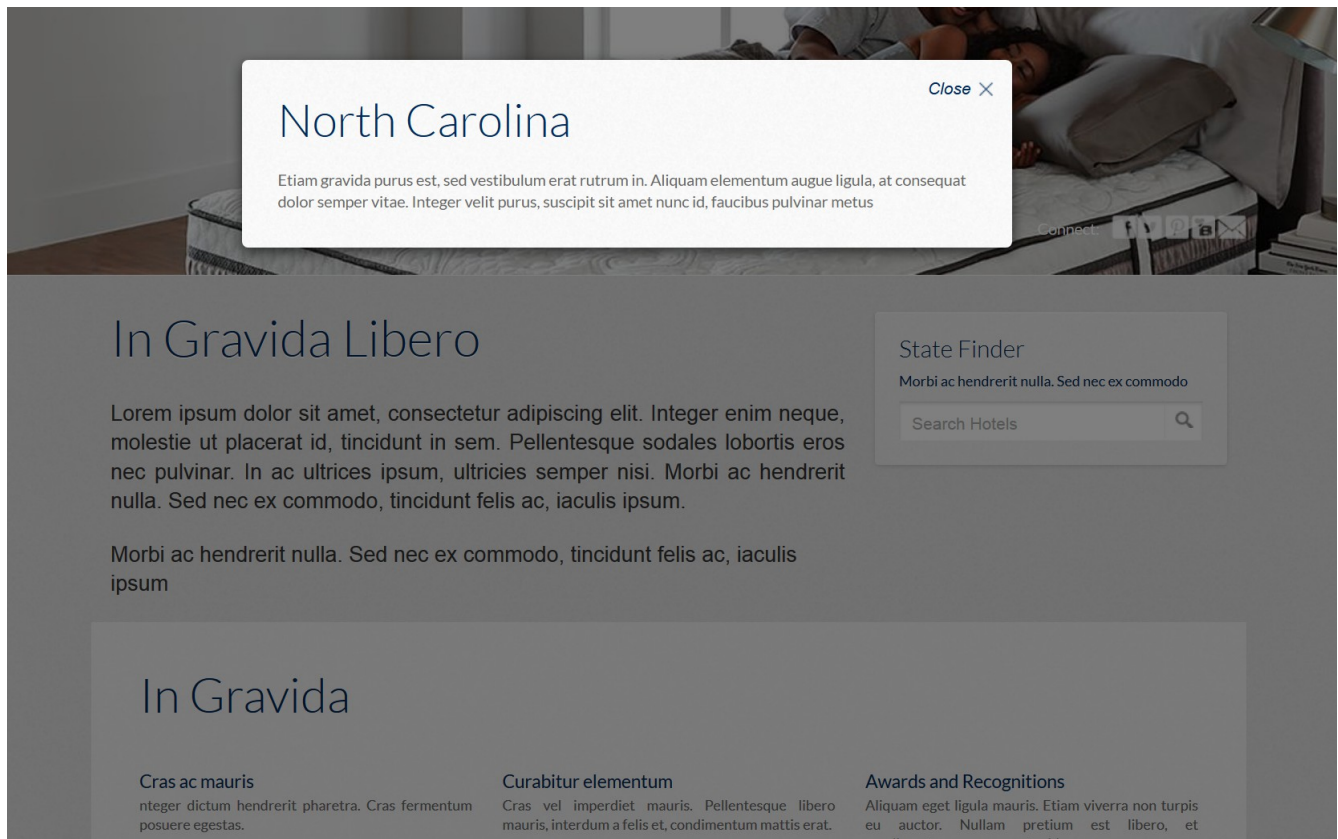 Close
North Carolina
Etiam gravida purus est, sed vestibulum erat rutrum in. Aliquam elementum augue ligula, at consequat
dolor semper vitae. Integer velit purus, suscipit sit amet nunc id, faucibus pulvinar metus
Connect:
In Gravida Libero
Lorem ipsum dolor sit amet, consectetur adipiscing elit. Integer enim neque,
molestie ut placerat id, tincidunt in sem. Pellentesque sodales lobortis eros
nec pulvinar. In ac ultrices ipsum, ultricies semper nisi. Morbi ac hendrerit
nulla. Sed nec ex commodo, tincidunt felis ac, iaculis ipsum.
Morbi ac hendrerit nulla. Sed nec ex commodo, tincidunt felis ac, iaculis
ipsum
State Finder
Morbi ac hendrerit nulla. Sed nec ex commodo
Search Hotels
In Gravida
Cras ac mauris
nteger dictum hendrerit pharetra. Cras fermentum
posuere egestas.
Curabitur elementum
Cras vel imperdiet mauris. Pellentesque libero
mauris, interdum a felis et, condimentum mattis erat.
Awards and Recognitions
Aliquam eget ligula mauris. Etiam viverra non turpis
eu auctor. Nullam pretium est libero, et